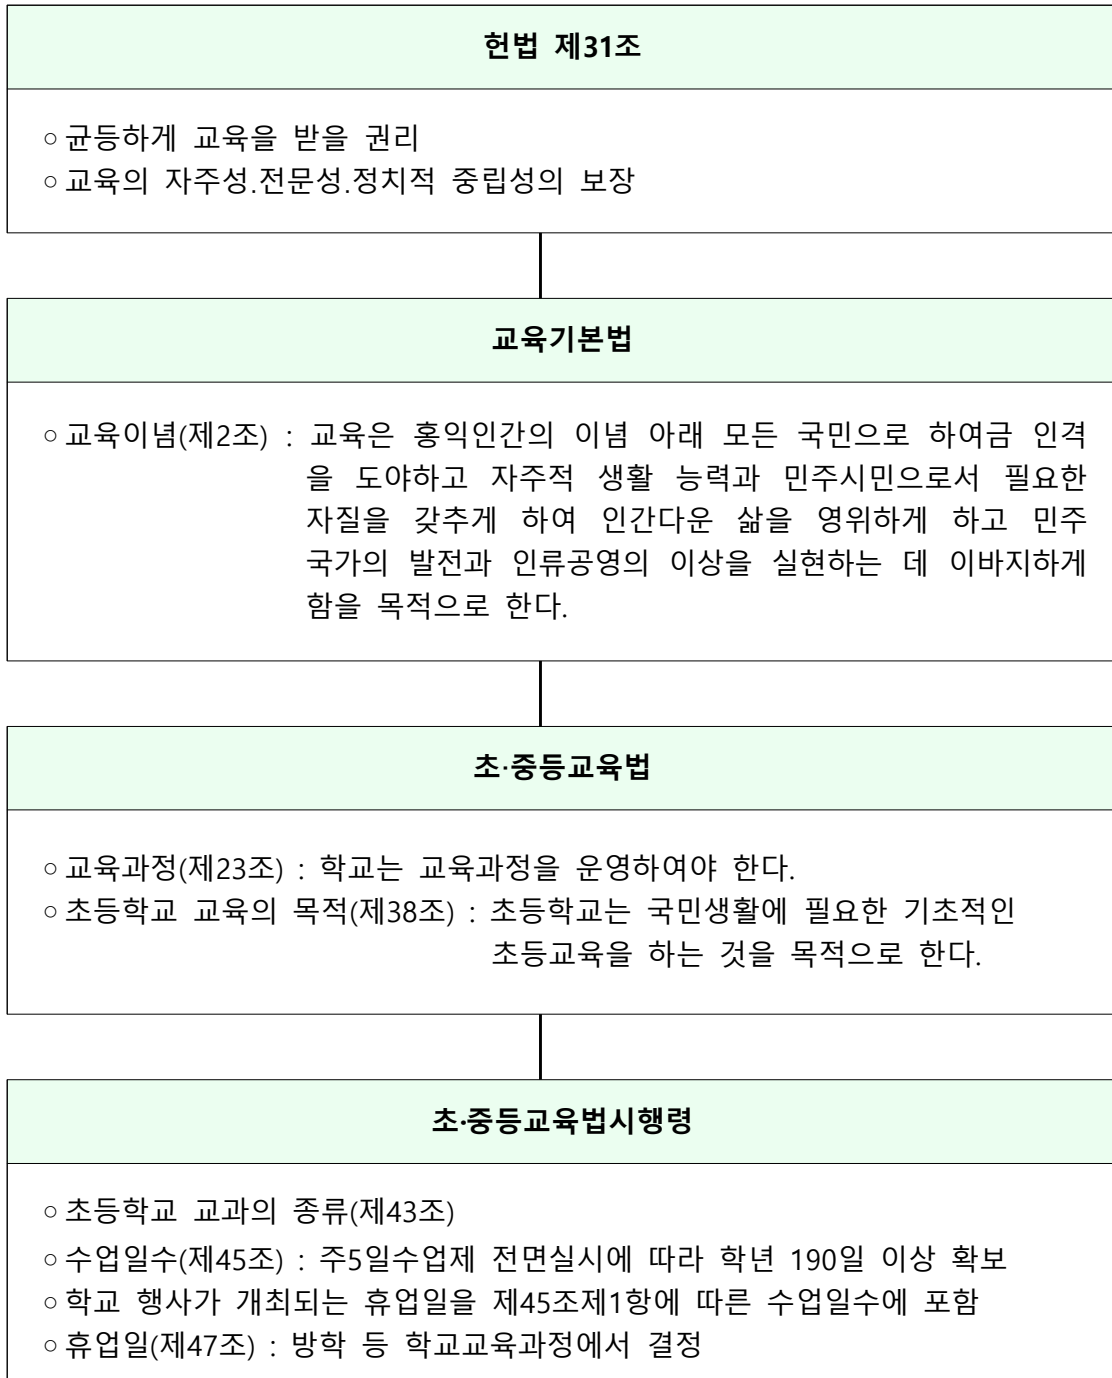 헌법 제31조
○ 균등하게 교육을 받을 권리
○ 교육의 자주성.전문성.정치적 중립성의 보장
교육기본법
○ 교육이념(제2조) : 교육은 홍익인간의 이념 아래 모든 국민으로 하여금 인격
을 도야하고 자주적 생활 능력과 민주시민으로서 필요한
자질을 갖추게 하여 인간다운 삶을 영위하게 하고 민주
국가의 발전과 인류공영의 이상을 실현하는 데 이바지하게
함을 목적으로 한다.
초·중등교육법
○ 교육과정(제23조) : 학교는 교육과정을 운영하여야 한다.
○ 초등학교 교육의 목적(제38조) : 초등학교는 국민생활에 필요한 기초적인
초등교육을 하는 것을 목적으로 한다.
초·중등교육법시행령
○ 초등학교 교과의 종류(제43조)
○ 수업일수(제45조) : 주5일수업제 전면실시에 따라 학년 190일 이상 확보
○ 학교 행사가 개최되는 휴업일을 제45조제1항에 따른 수업일수에 포함
○ 휴업일(제47조) : 방학 등 학교교육과정에서 결정